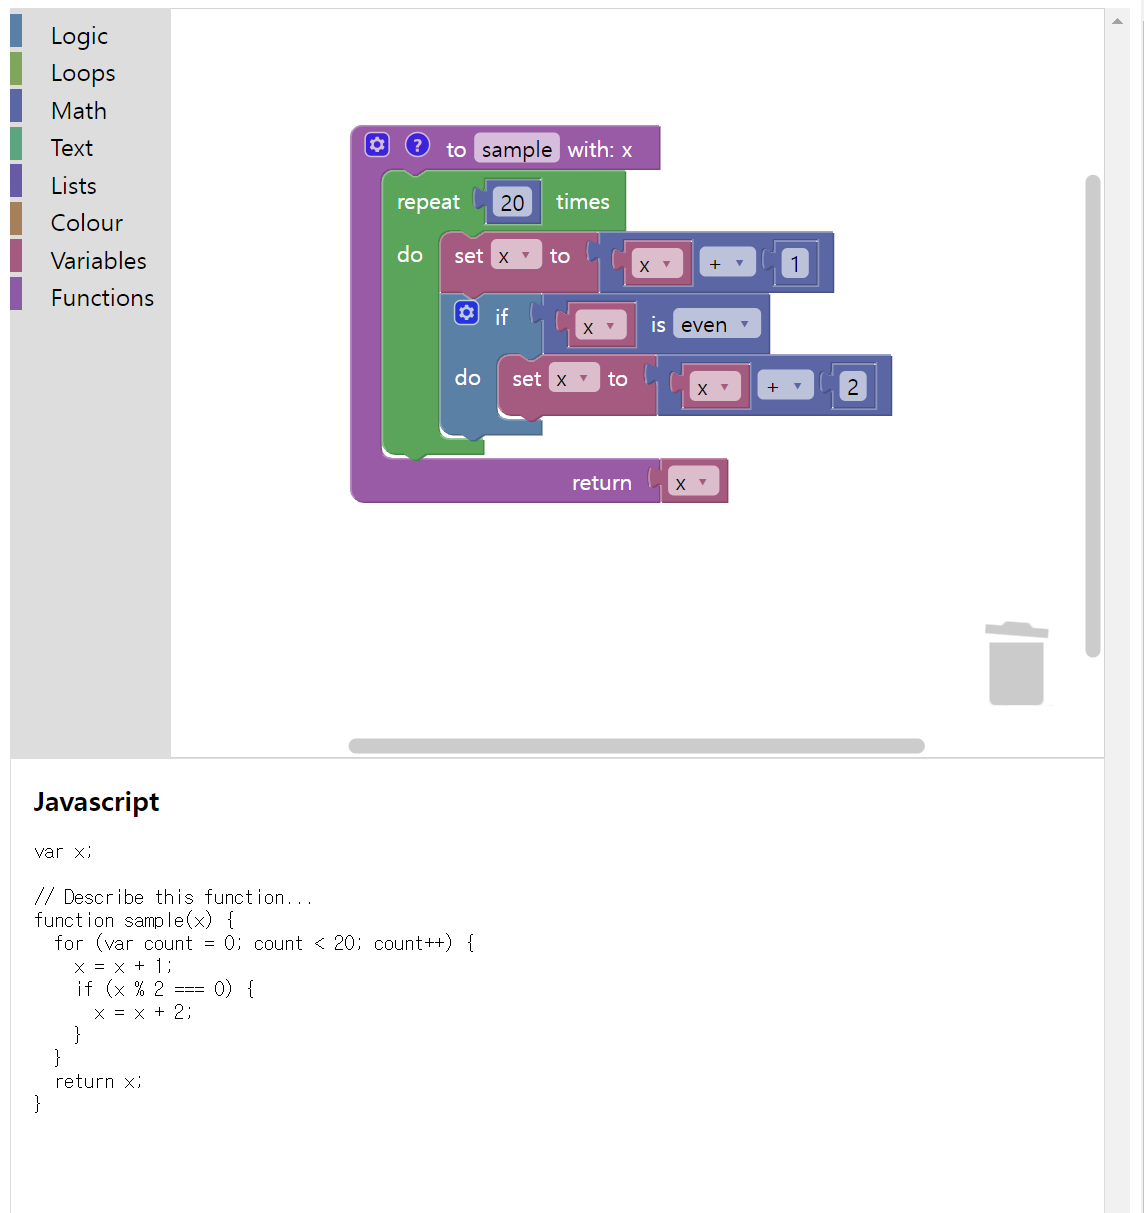 Logic
Loops
Math
Text
Lists
Colour
Variables
Functions
? to sample with: x
repeat 20 times
do set x to x + 1
if x is even
do set x to x + 2
return x
Javascript
var x;
// Describe this function...
function sample(x) {
  for (var count = 0; count < 20; count++) {
    x = x + 1;
    if (x % 2 === 0) {
      x = x + 2;
    }
  }
  return x;
}